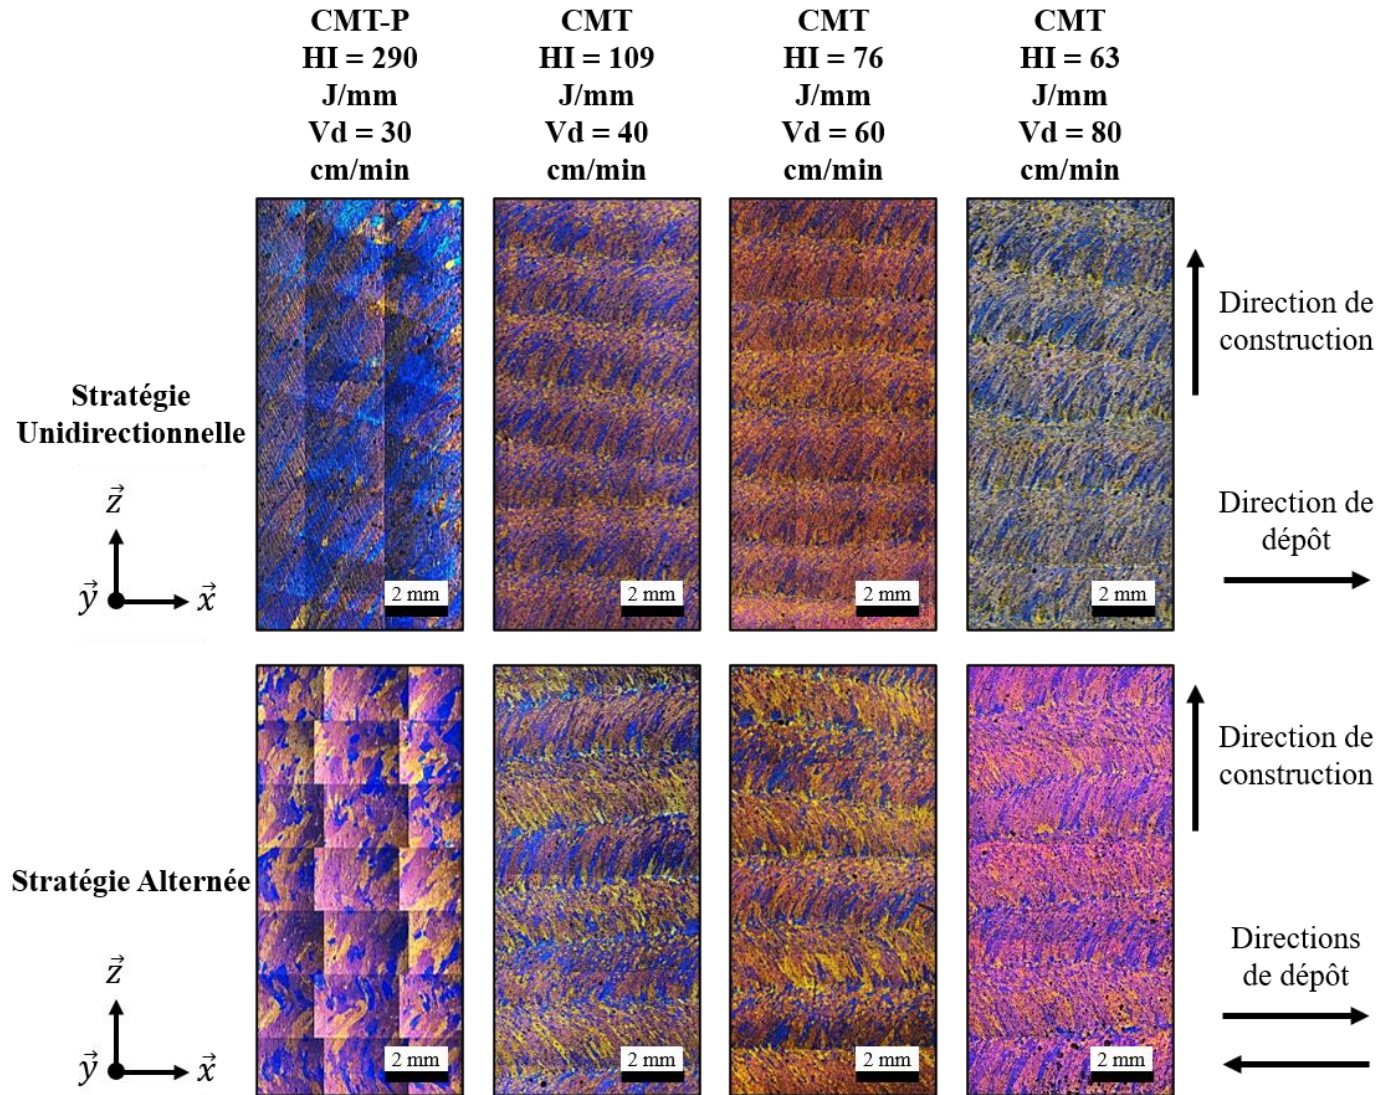 CMT-P
HI = 290
J/mm
Vd = 30
cm/min
CMT
HI = 109
J/mm
Vd = 40
cm/min
CMT
HI = 76
J/mm
Vd = 60
cm/min
CMT
HI = 63
J/mm
Vd = 80
cm/min
Stratégie
Unidirectionnelle
z⃗
y⃗
x⃗
2 mm
2 mm
2 mm
2 mm
Direction de
construction
Direction de
dépôt
Stratégie Alternée
z⃗
y⃗
x⃗
2 mm
2 mm
2 mm
2 mm
Direction de
construction
Directions
de dépôt